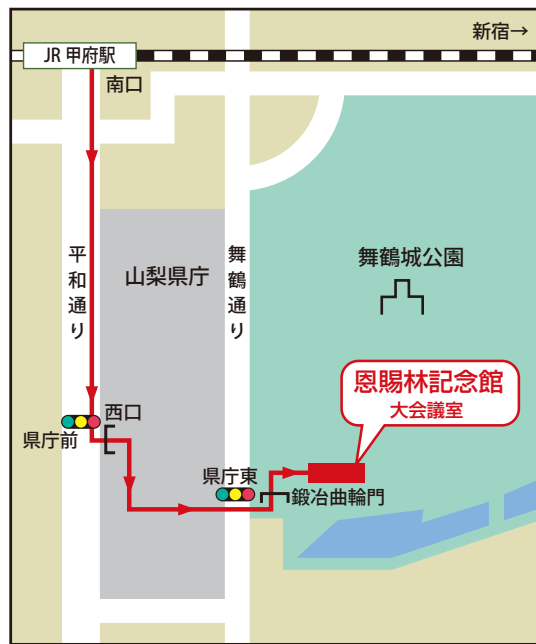 新宿→
JR 甲府駅
南口
平和通り
山梨県庁
舞鶴通り
舞鶴城公園
恩賜林記念館
大会議室
西口
県庁前
県庁東
鍛冶曲輪門